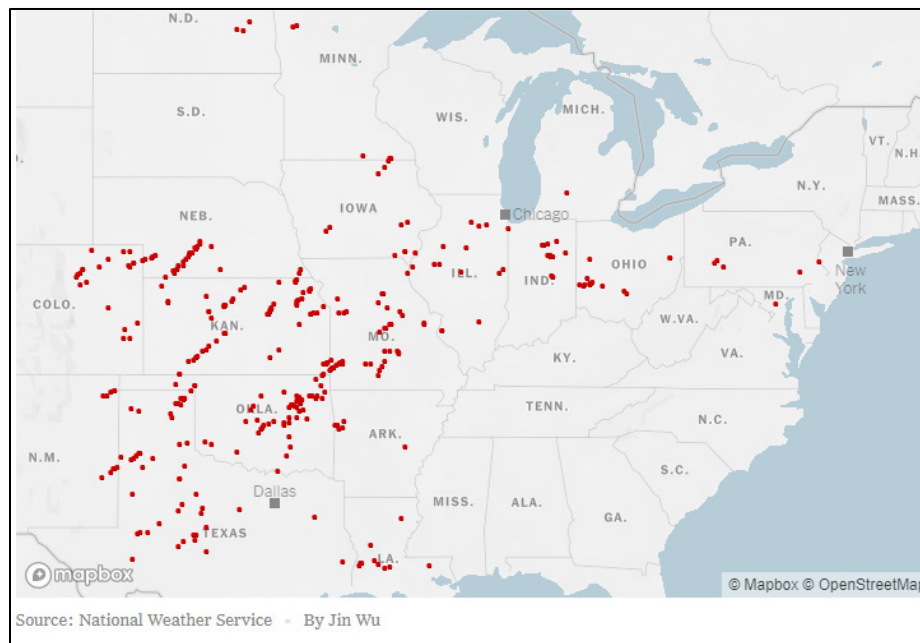 N.D.
MINN.
S.D.
WIS.
MICH.
VT.
N.H
N.Y.
MASS.
IOWA
NEB.
Chicago
PA.
ILL.
IND.
OHIO
New
York
COLO.
MD.
KAN.
MO.
W.VA.
VA.
KY.
OKLA.
TENN.
N.C.
ARK.
N.M.
S.C.
Dallas
MISS.
ALA.
GA.
TEXAS
LA.
mapbox
© Mapbox © OpenStreetMa
Source: National Weather Service By Jin Wu